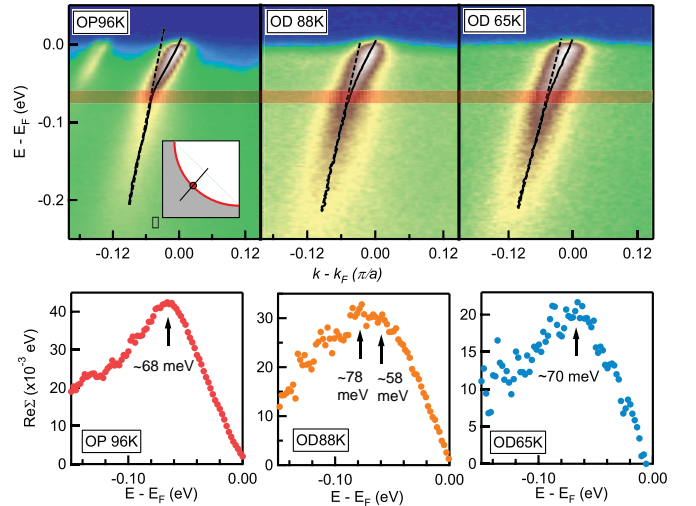 OP96K
OD 88K
OD 65K
E - E_F (eV)
0.0
-0.1
-0.2
-0.12
0.00
-0.12
0.00
-0.12
0.00
0.12
k - k_F (π/a)
ReΣ (x10⁻³ eV)
40
30
20
10
0
~68 meV
OP 96K
-0.10
0.00
E - E_F (eV)
30
20
10
0
~78
meV
~58
meV
OD88K
-0.10
0.00
E - E_F (eV)
20
15
10
5
0
~70 meV
OD65K
-0.10
0.00
E - E_F (eV)